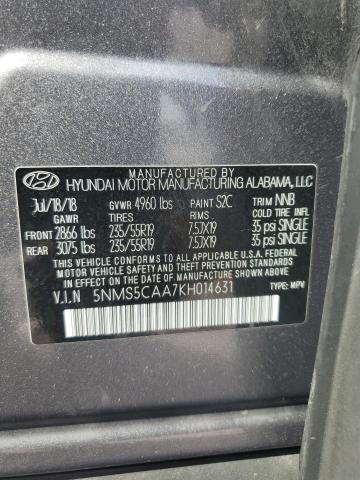 MANUFACTURED BY
HYUNDAI MOTOR MANUFACTURING ALABAMA, LLC
Jul/18/18 GVWR 4960 lbs PAINT S2C TRIM NNB
GAWR TIRES RIMS COLD TIRE INFL
FRONT 2866 lbs 235/55R19 7.5JX19 35 psi SINGLE
REAR 3075 lbs 235/55R19 7.5JX19 35 psi SINGLE
THIS VEHICLE CONFORMS TO ALL APPLICABLE
U.S. FEDERAL MOTOR VEHICLE SAFETY, BUMPER, AND
THEFT PREVENTION STANDARDS IN EFFECT ON THE
DATE OF MANUFACTURE SHOWN ABOVE.
V.I.N 5NMS5CAA7KH014631 TYPE: MPV